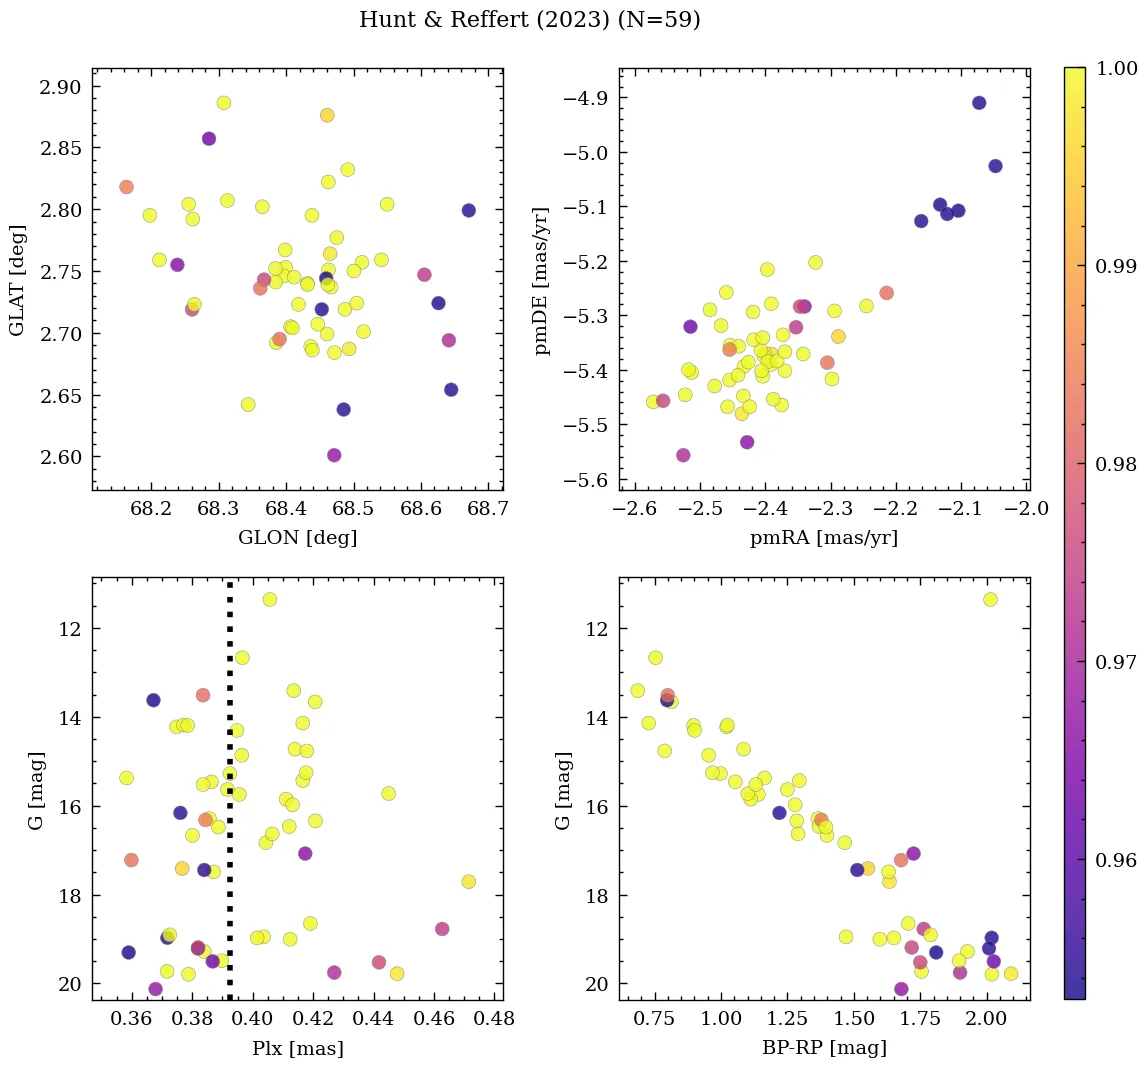 Hunt & Reffert (2023) (N=59)
GLAT [deg]
2.90
2.85
2.80
2.75
2.70
2.65
2.60
68.2 68.3 68.4 68.5 68.6 68.7
GLON [deg]
pmDE [mas/yr]
−4.9
−5.0
−5.1
−5.2
−5.3
−5.4
−5.5
−5.6
−2.6 −2.5 −2.4 −2.3 −2.2 −2.1 −2.0
pmRA [mas/yr]
1.00
0.99
0.98
0.97
0.96
G [mag]
12
14
16
18
20
0.36 0.38 0.40 0.42 0.44 0.46 0.48
Plx [mas]
G [mag]
12
14
16
18
20
0.75 1.00 1.25 1.50 1.75 2.00
BP-RP [mag]